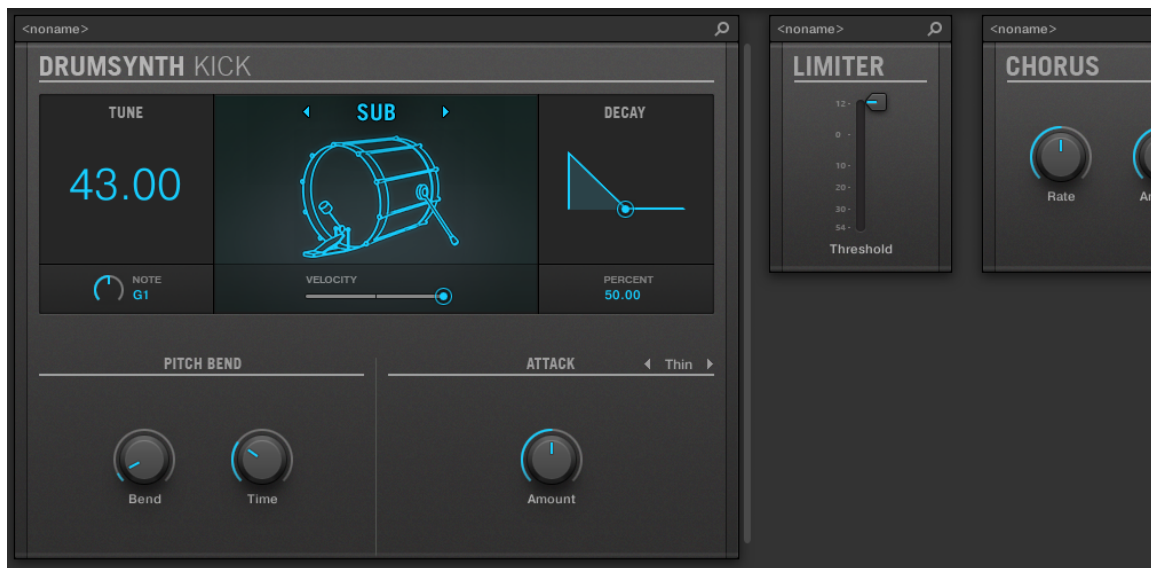 <noname>
DRUMSYNTH KICK
TUNE
SUB
DECAY
43.00
NOTE
G1
VELOCITY
PERCENT
50.00
PITCH BEND
ATTACK
Thin
Bend
Time
Amount
<noname>
LIMITER
12-
0 -
10-
20-
30-
54-
Threshold
<noname>
CHORUS
Rate